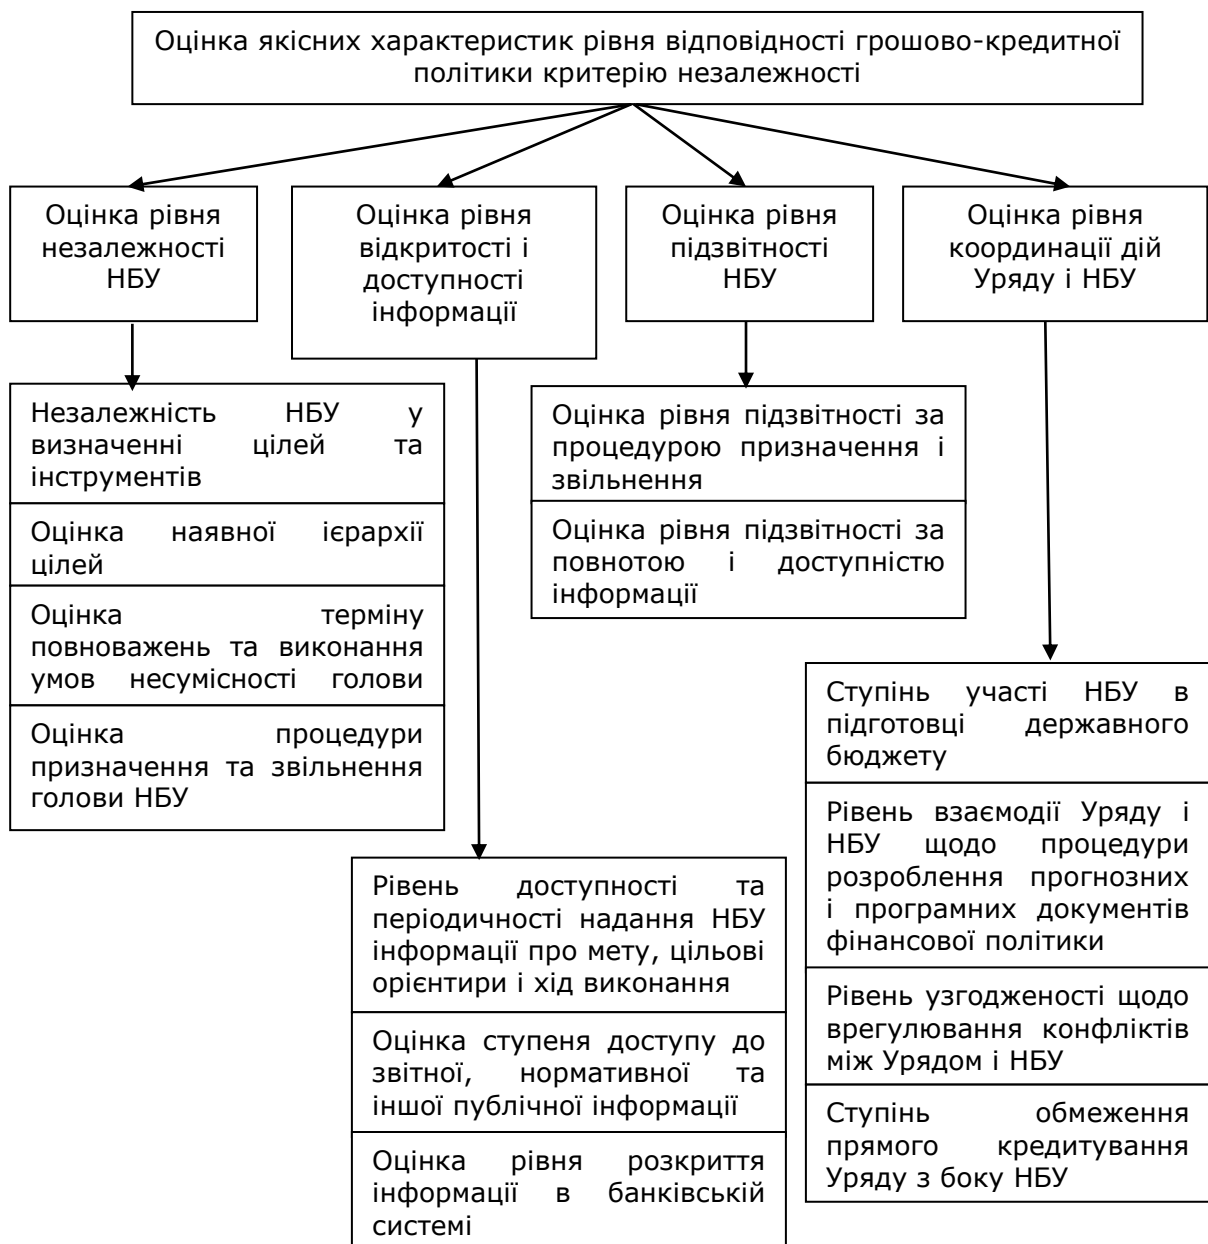 Оцінка якісних характеристик рівня відповідності грошово-кредитної
політики критерію незалежності
Оцінка рівня
незалежності
НБУ
Оцінка рівня
відкритості і
доступності
інформації
Оцінка рівня
підзвітності
НБУ
Оцінка рівня
координації дій
Уряду і НБУ
Незалежність НБУ у
визначенні цілей та
інструментів
Оцінка наявної ієрархії
цілей
Оцінка терміну
повноважень та виконання
умов несумісності голови
Оцінка процедури
призначення та звільнення
голови НБУ
Рівень доступності та
періодичності надання НБУ
інформації про мету, цільові
орієнтири і хід виконання
Оцінка ступеня доступу до
звітної, нормативної та
іншої публічної інформації
Оцінка рівня розкриття
інформації в банківській
системі
Оцінка рівня підзвітності за
процедурою призначення і
звільнення
Оцінка рівня підзвітності за
повнотою і доступністю
інформації
Ступінь участі НБУ в
підготовці державного
бюджету
Рівень взаємодії Уряду і
НБУ щодо процедури
розроблення прогнозних
і програмних документів
фінансової політики
Рівень узгодженості щодо
врегулювання конфліктів
між Урядом і НБУ
Ступінь обмеження
прямого кредитування
Уряду з боку НБУ